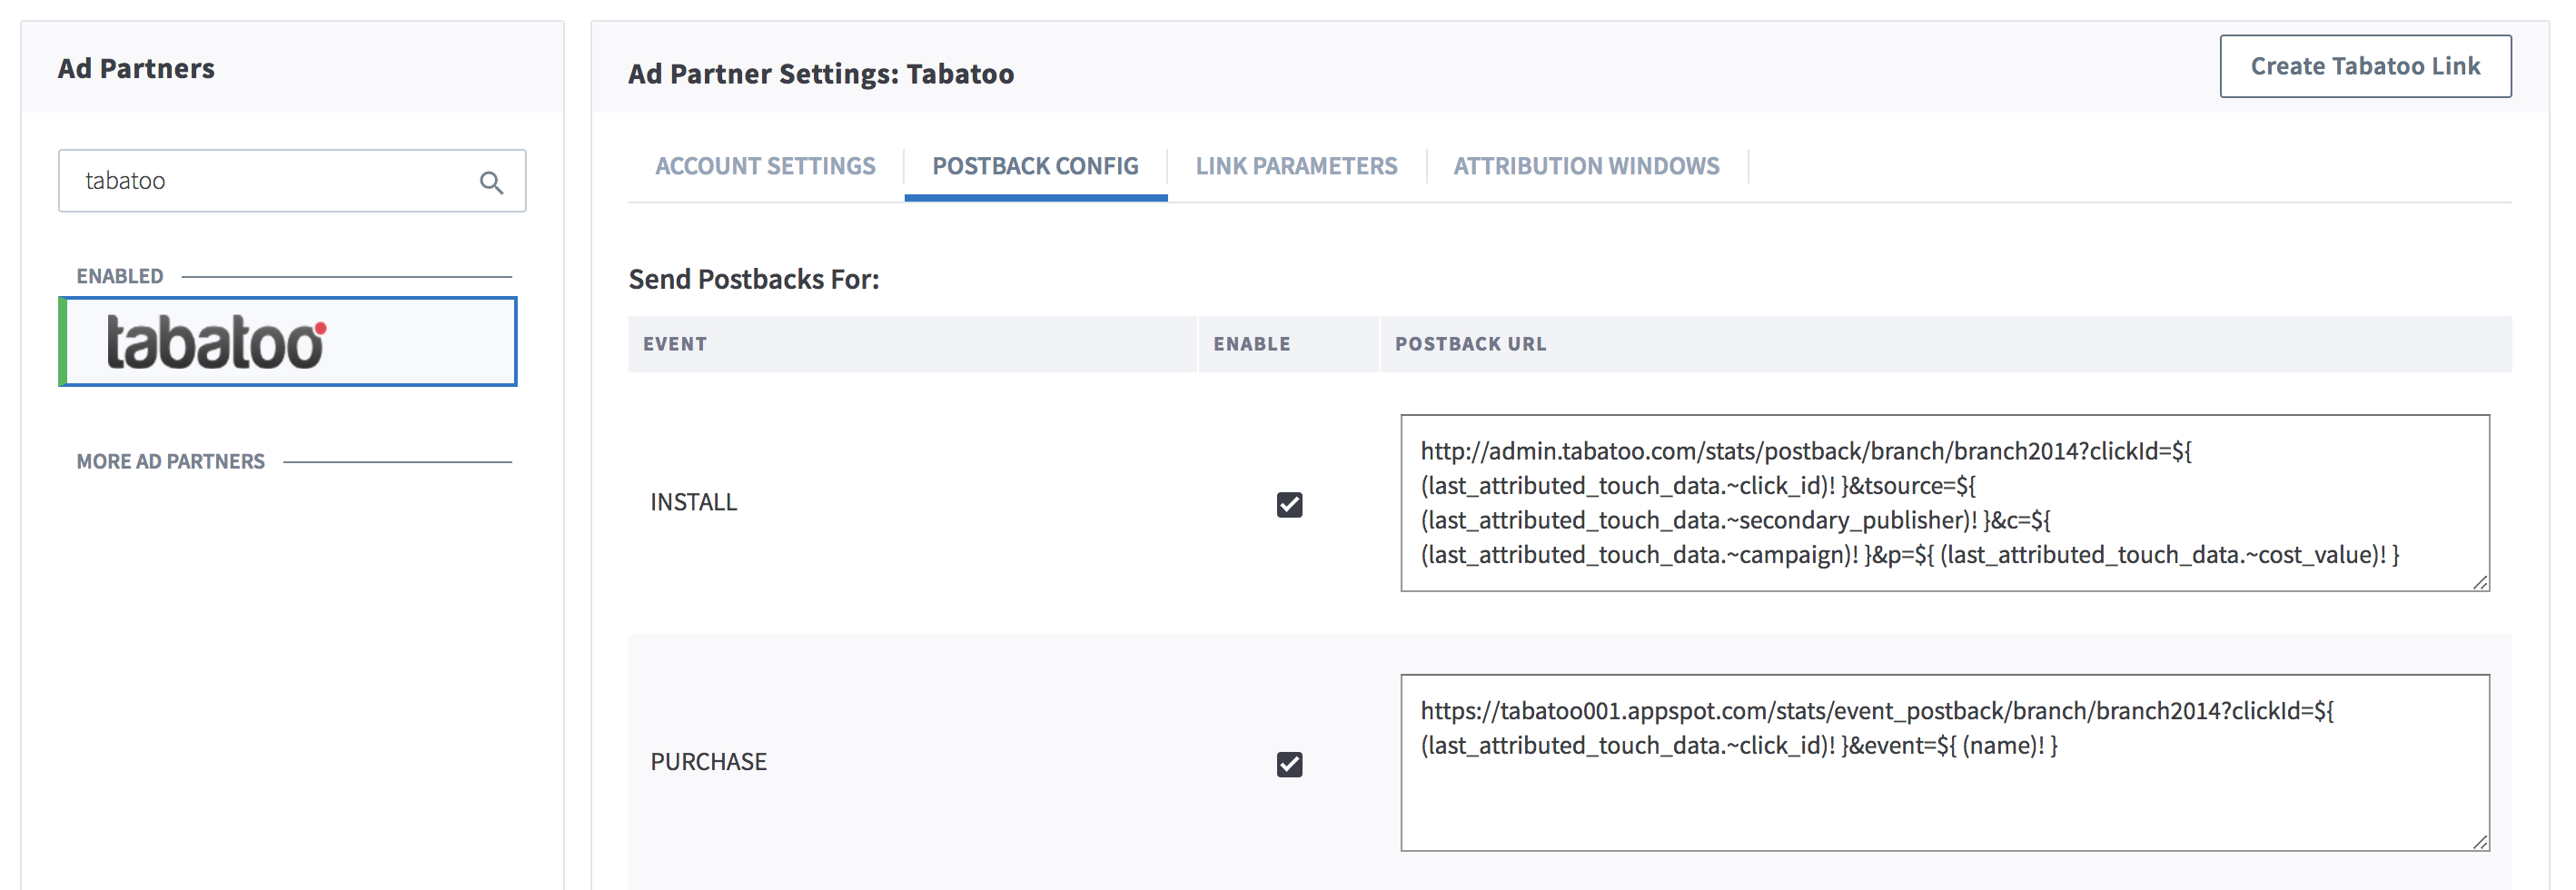 Ad Partners
tabatoo
ENABLED
tabatoo
MORE AD PARTNERS
Ad Partner Settings: Tabatoo
Create Tabatoo Link
ACCOUNT SETTINGS
POSTBACK CONFIG
LINK PARAMETERS
ATTRIBUTION WINDOWS
Send Postbacks For:
EVENT
ENABLE
POSTBACK URL
INSTALL
http://admin.tabatoo.com/stats/postback/branch/branch2014?clickId=${
(last_attributed_touch_data.~click_id)! }&tsource=${
(last_attributed_touch_data.~secondary_publisher)! }&c=${
(last_attributed_touch_data.~campaign)! }&p=${ (last_attributed_touch_data.~cost_value)! }
PURCHASE
https://tabatoo001.appspot.com/stats/event_postback/branch/branch2014?clickId=${
(last_attributed_touch_data.~click_id)! }&event=${ (name)! }